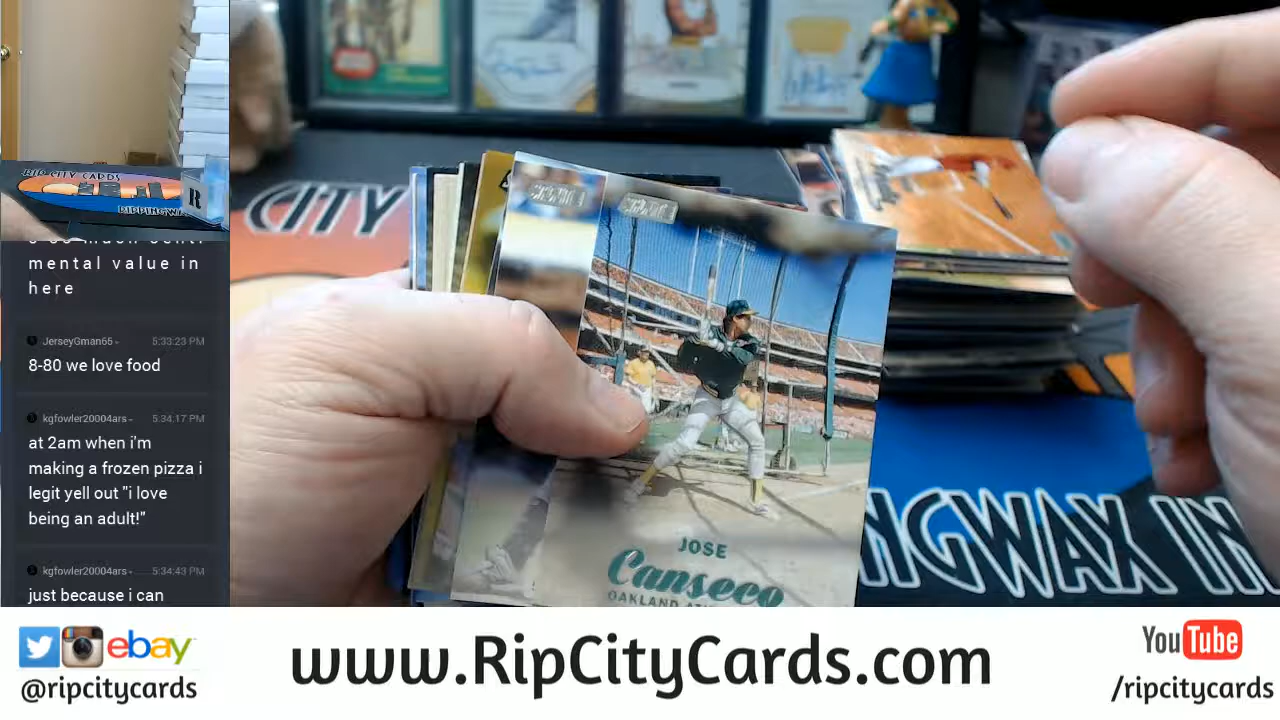 RIP CITY CARDS
RIPPINGWAX
mental value in
here
JerseyGman65-
5:33:23 PM
8-80 we love food
kgfowler20004ars-
5:34:17 PM
at 2am when i'm
making a frozen pizza i
legit yell out "i love
being an adult!"
kgfowler20004ars-
5:34:43 PM
just because i can
CITY
JOSE
Canseco
OAKLAND
NGWAX IN
ebay
@ripcitycards
www.RipCityCards.com
YouTube
/ripcitycards